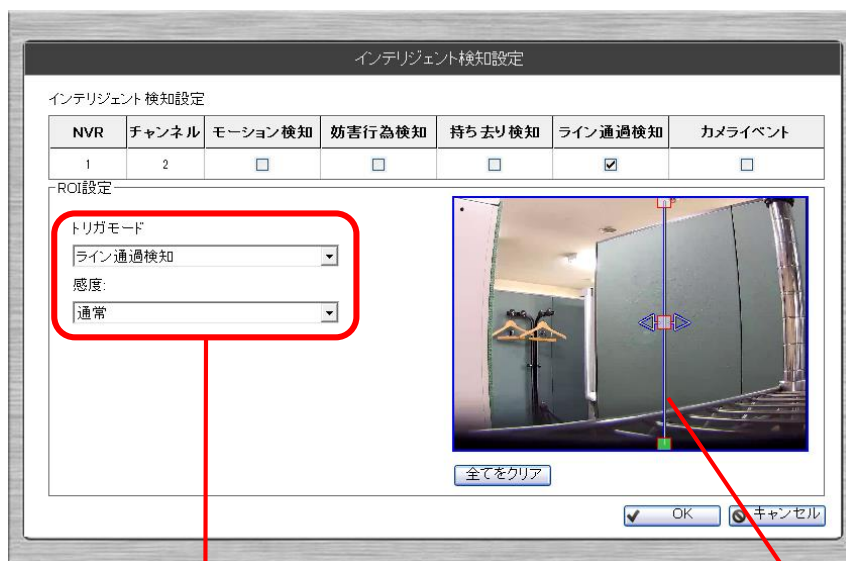 インテリジェント検知設定
インテリジェント検知設定
NVR チャンネル モーション検知 妨害行為検知 持ち去り検知 ライン通過検知 カメライベント
1 2
ROI設定
トリガモード
ライン通過検知
感度:
通常
全てをクリア
OK キャンセル